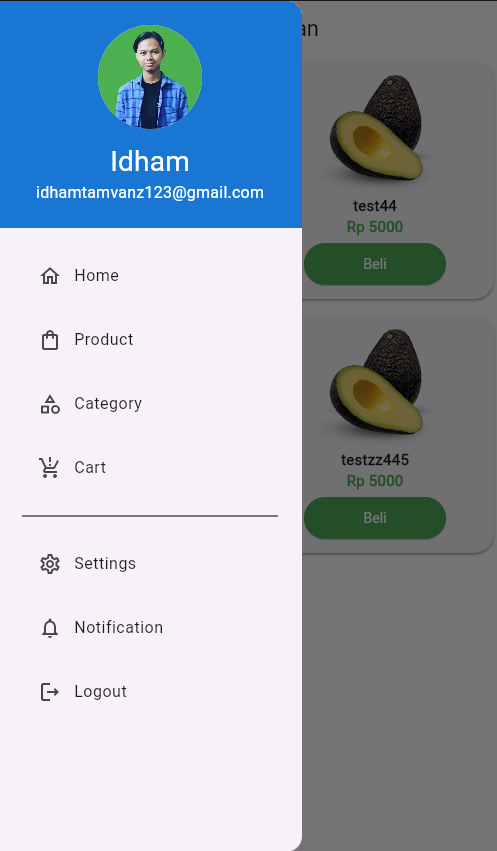 an
Idham
idhamtamvanz123@gmail.com
Home
Product
Category
Cart
Settings
Notification
Logout
test44
Rp 5000
Beli
testzz445
Rp 5000
Beli